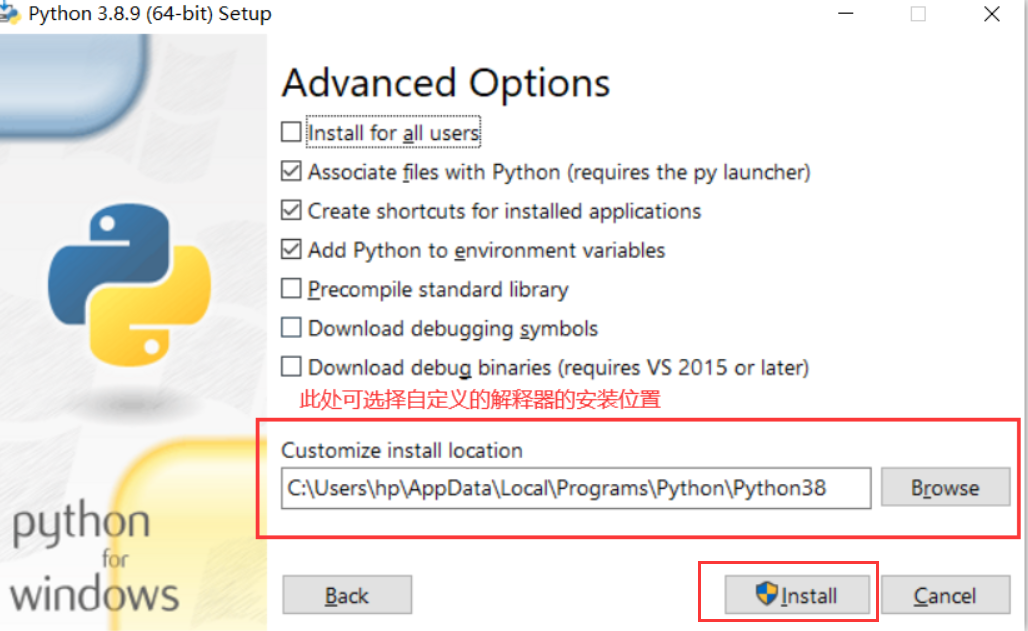 Python 3.8.9 (64-bit) Setup
Advanced Options
Install for all users
Associate files with Python (requires the py launcher)
Create shortcuts for installed applications
Add Python to environment variables
Precompile standard library
Download debugging symbols
Download debug binaries (requires VS 2015 or later)
此处可选择自定义的解释器的安装位置
Customize install location
C:\Users\hp\AppData\Local\Programs\Python\Python38
Browse
python
for
windows
Back
Install
Cancel